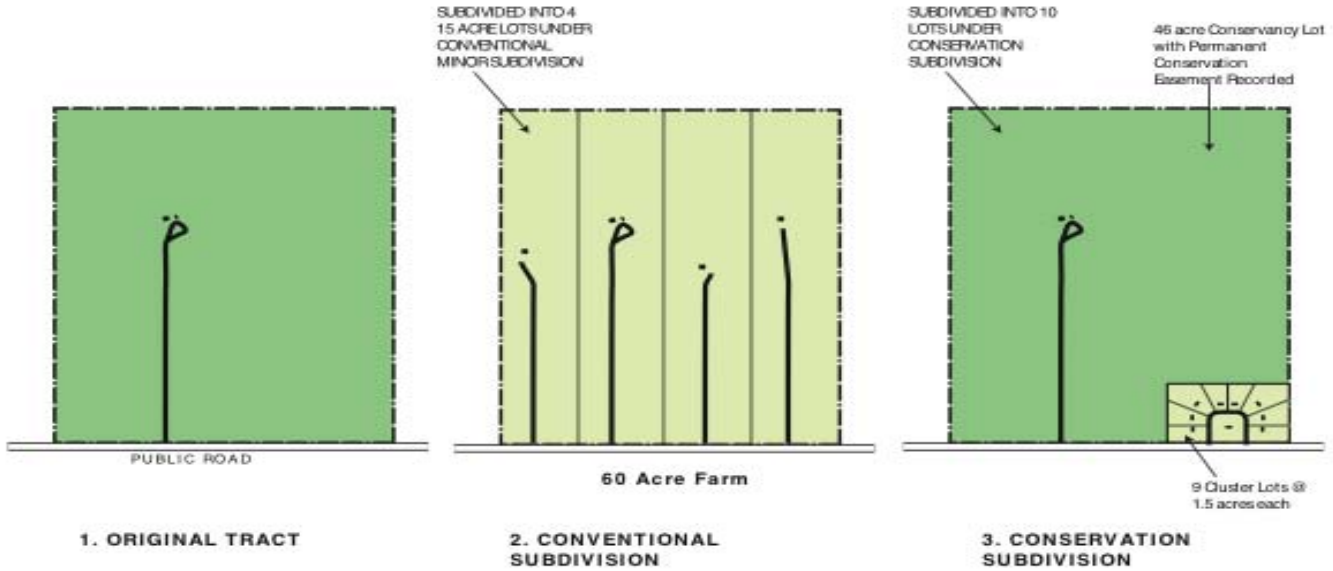 SUBDIVIDED INTO 4
15 ACRE LOTS UNDER
CONVENTIONAL
MINOR SUBDIVISION
SUBDIVIDED INTO 10
LOTS UNDER
CONSERVATION
SUBDIVISION
46 acre Conservancy Lot
with Permanent
Conservation
Easement Recorded
PUBLIC ROAD
60 Acre Farm
9 Cluster Lots @
1.5 acres each
1. ORIGINAL TRACT
2. CONVENTIONAL
SUBDIVISION
3. CONSERVATION
SUBDIVISION